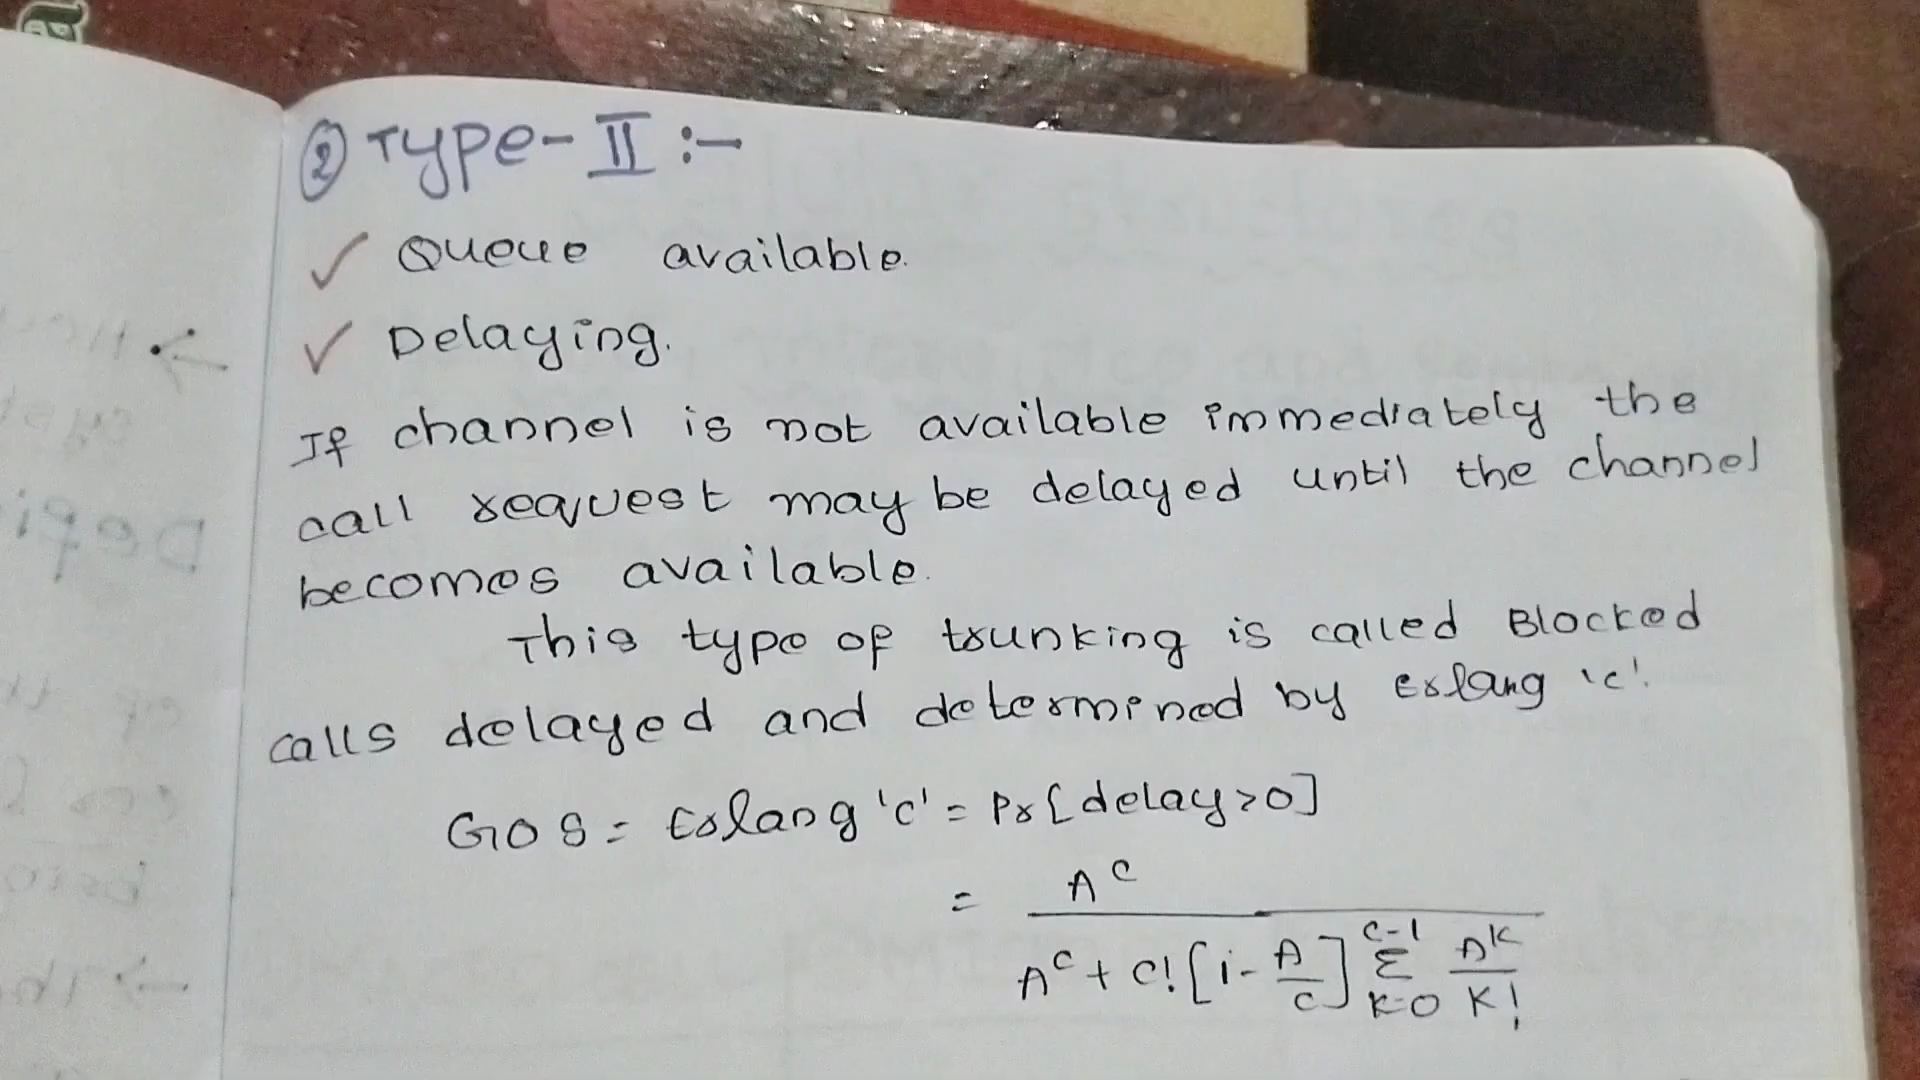 ② Type-II :-
✓ Queue available.
✓ Delaying.
If channel is not available immediately the
call request may be delayed until the channel
becomes available.
This type of trunking is called Blocked
calls delayed and determined by Erlang 'c'.
GOS = Erlang 'c' = Pr[delay>0]
= A^C / (A^C + C! [1 - A/C] Σ_{K=0}^{C-1} A^K / K!)